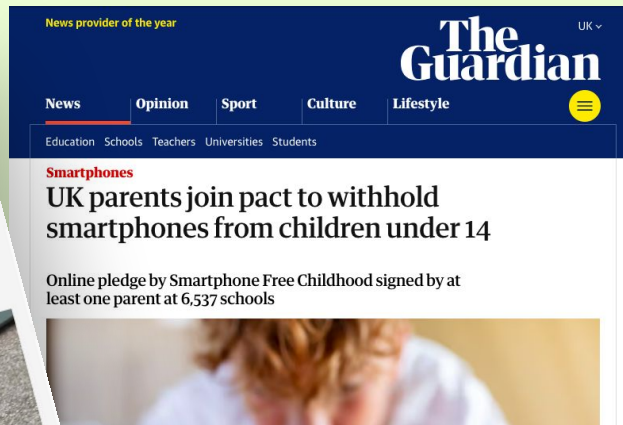 News provider of the year
The
Guardian
UK
News Opinion Sport Culture Lifestyle
Education Schools Teachers Universities Students
Smartphones
UK parents join pact to withhold
smartphones from children under 14
Online pledge by Smartphone Free Childhood signed by at
least one parent at 6,537 schools